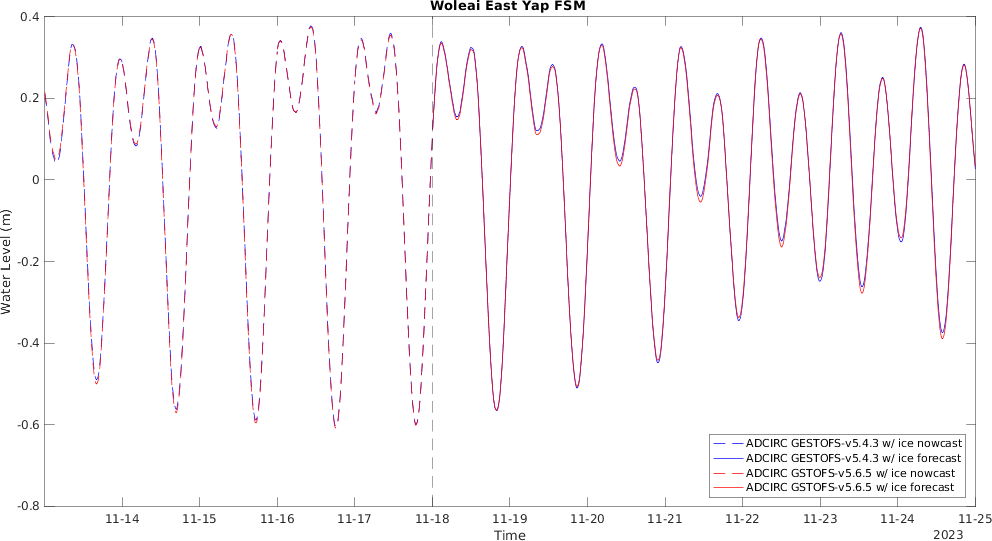 Woleai East Yap FSM
Water Level (m)
0.4
0.2
0
-0.2
-0.4
-0.6
-0.8
ADCIRC GESTOFS-v5.4.3 w/ ice nowcast
ADCIRC GESTOFS-v5.4.3 w/ ice forecast
ADCIRC GSTOFS-v5.6.5 w/ ice nowcast
ADCIRC GSTOFS-v5.6.5 w/ ice forecast
11-14 11-15 11-16 11-17 11-18 11-19 11-20 11-21 11-22 11-23 11-24 11-25
Time
2023